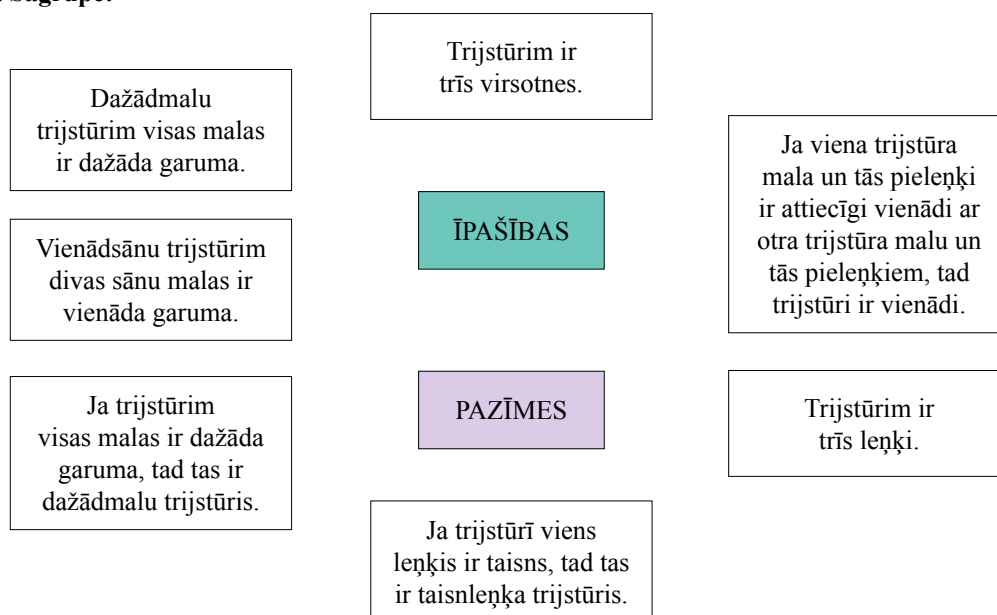 Trijstūrim ir
trīs virsotnes.
Dažādmalu
trijstūrim visas malas
ir dažāda garuma.
Ja viena trijstūra
mala un tās pieleņķi
ir attiecīgi vienādi ar
otra trijstūra malu un
tās pieleņķiem, tad
trijstūri ir vienādi.
ĪPAŠĪBAS
Vienādsānu trijstūrim
divas sānu malas ir
vienāda garuma.
Ja trijstūrim
visas malas ir dažāda
garuma, tad tas ir
dažādmalu trijstūris.
PAZĪMES
Trijstūrim ir
trīs leņķi.
Ja trijstūrī viens
leņķis ir taisns, tad tas
ir taisnleņķa trijstūris.